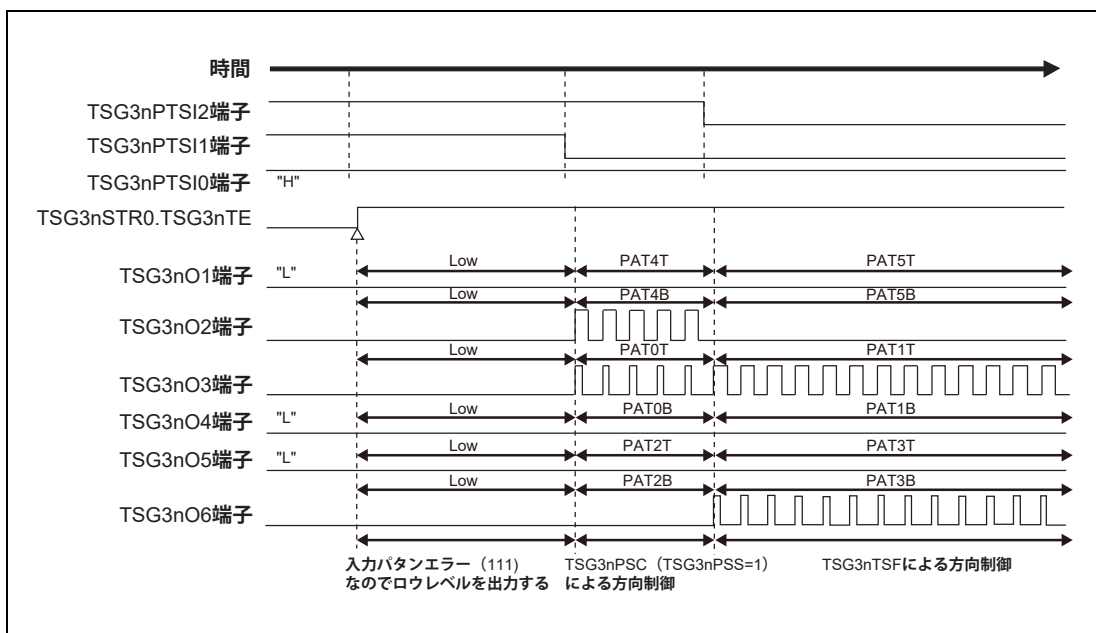 時間
TSG3nPTSI2端子
TSG3nPTSI1端子
TSG3nPTSI0端子 "H"
TSG3nSTR0.TSG3nTE
Low PAT4T PAT5T
TSG3nO1端子 "L"
Low PAT4B PAT5B
TSG3nO2端子
Low PAT0T PAT1T
TSG3nO3端子
Low PAT0B PAT1B
TSG3nO4端子 "L"
Low PAT2T PAT3T
TSG3nO5端子 "L"
Low PAT2B PAT3B
TSG3nO6端子
入力パタンエラー（111） TSG3nPSC（TSG3nPSS=1） TSG3nTSFによる方向制御
なのでロウレベルを出力する による方向制御